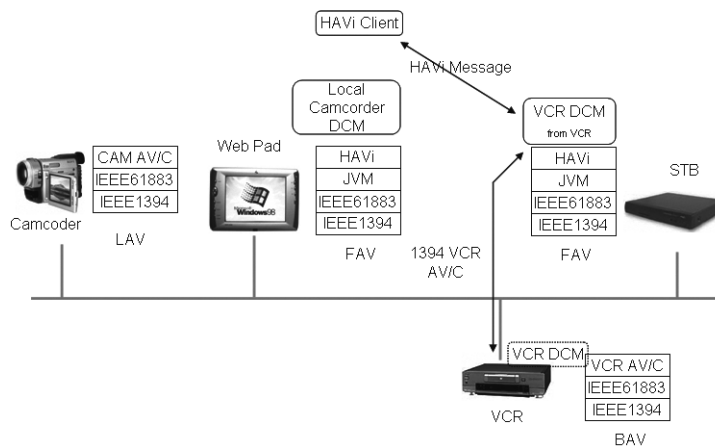 HAVi Client
HAVi Message
Local
Camcorder
DCM
VCR DCM
from VCR
Web Pad
STB
CAM AV/C
IEEE61883
IEEE1394
Camcoder
LAV
Windows98
HAVi
JVM
IEEE61883
IEEE1394
FAV
HAVi
JVM
IEEE61883
IEEE1394
FAV
1394 VCR
AV/C
VCR DCM
VCR AV/C
IEEE61883
IEEE1394
VCR
BAV